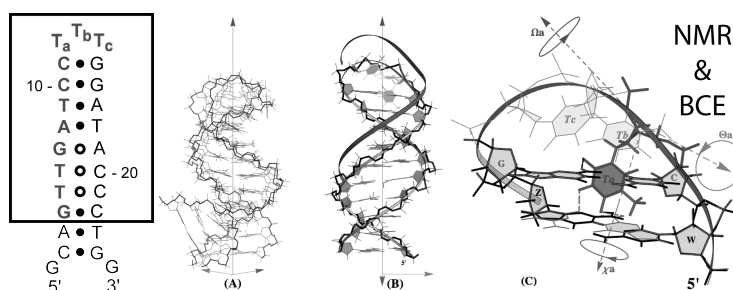 Ta Tb Tc
C • G
10 - C • G
T • A
A • T
G o A
T o C - 20
T o C
G • C
A • T
C • G
G G
5' 3'
(A)
5'
(B)
Ωa
Tc
Tb
Θa
G
Ta
C
Z
W
χa
5'
(C)
NMR
&
BCE